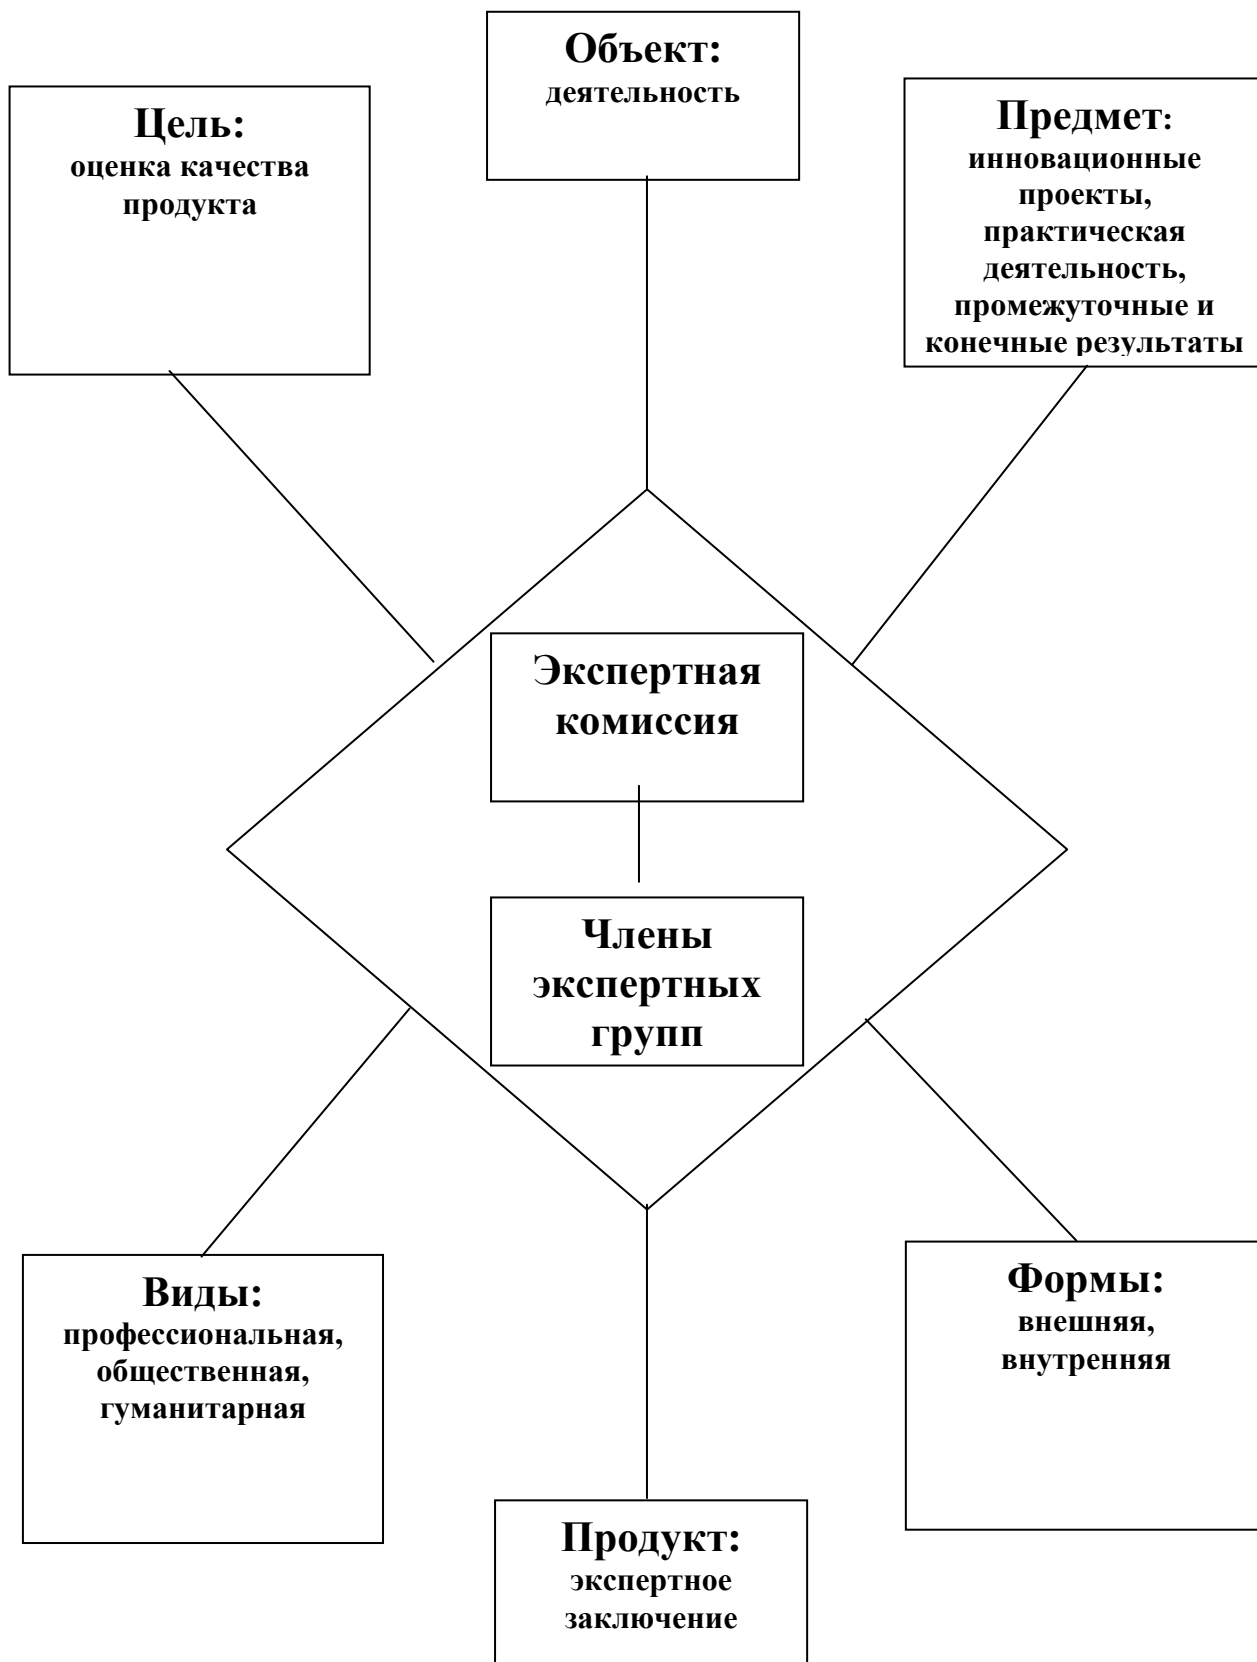 Объект:
деятельность
Цель:
оценка качества
продукта
Предмет:
инновационные
проекты,
практическая
деятельность,
промежуточные и
конечные результаты
Экспертная
комиссия
Члены
экспертных
групп
Виды:
профессиональная,
общественная,
гуманитарная
Формы:
внешняя,
внутренняя
Продукт:
экспертное
заключение